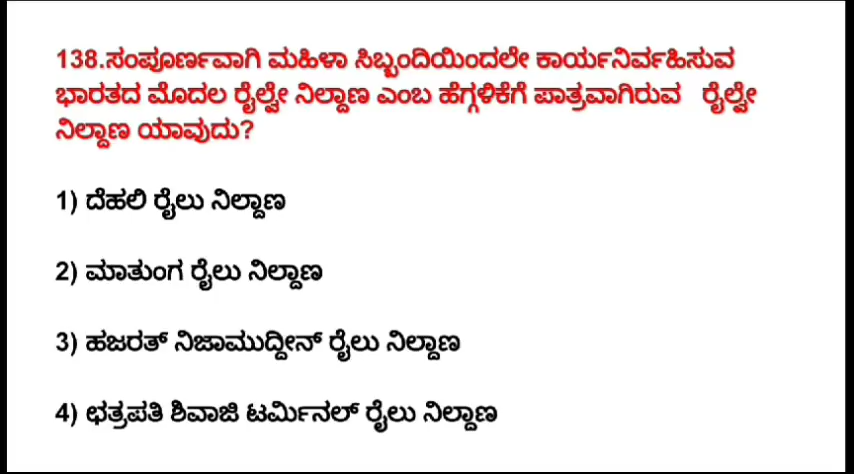 138.ಸಂಪೂರ್ಣವಾಗಿ ಮಹಿಳಾ ಸಿಬ್ಬಂದಿಯಿಂದಲೇ ಕಾರ್ಯನಿರ್ವಹಿಸುವ
ಭಾರತದ ಮೊದಲ ರೈಲ್ವೇ ನಿಲ್ದಾಣ ಎಂಬ ಹೆಗ್ಗಳಿಕೆಗೆ ಪಾತ್ರವಾಗಿರುವ ರೈಲ್ವೇ
ನಿಲ್ದಾಣ ಯಾವುದು?
1) ದೆಹಲಿ ರೈಲು ನಿಲ್ದಾಣ
2) ಮಾತುಂಗ ರೈಲು ನಿಲ್ದಾಣ
3) ಹಜರತ್ ನಿಜಾಮುದ್ದೀನ್ ರೈಲು ನಿಲ್ದಾಣ
4) ಛತ್ರಪತಿ ಶಿವಾಜಿ ಟರ್ಮಿನಲ್ ರೈಲು ನಿಲ್ದಾಣ